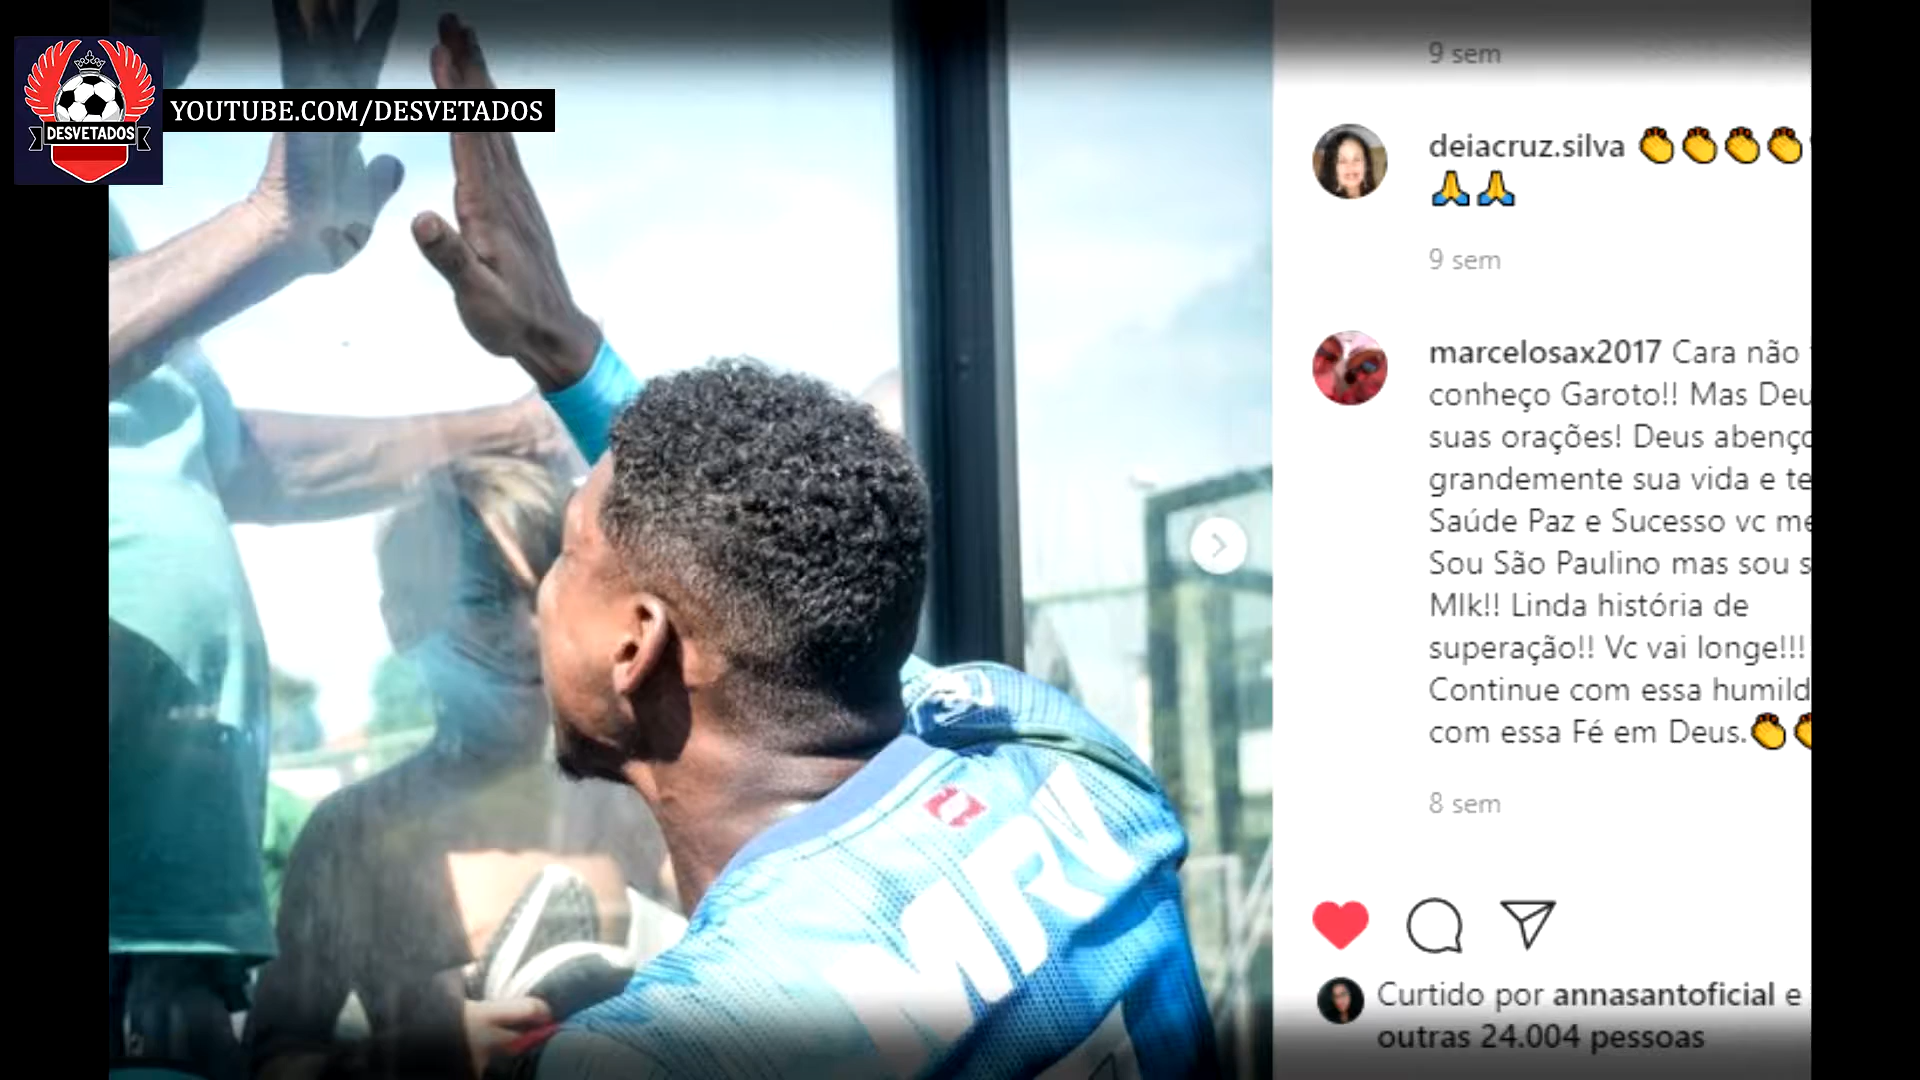 DESVETADOS
YOUTUBE.COM/DESVETADOS
MRV
9 sem
deiacruz.silva 👏👏👏👏
🙏🙏
9 sem
marcelosax2017 Cara não
conheço Garoto!! Mas Deu
suas orações! Deus abenço
grandemente sua vida e te
Saúde Paz e Sucesso vc me
Sou São Paulino mas sou s
Mlk!! Linda história de
superação!! Vc vai longe!!!
Continue com essa humild
com essa Fé em Deus.👏👏
8 sem
Curtido por annasantoficial e
outras 24.004 pessoas